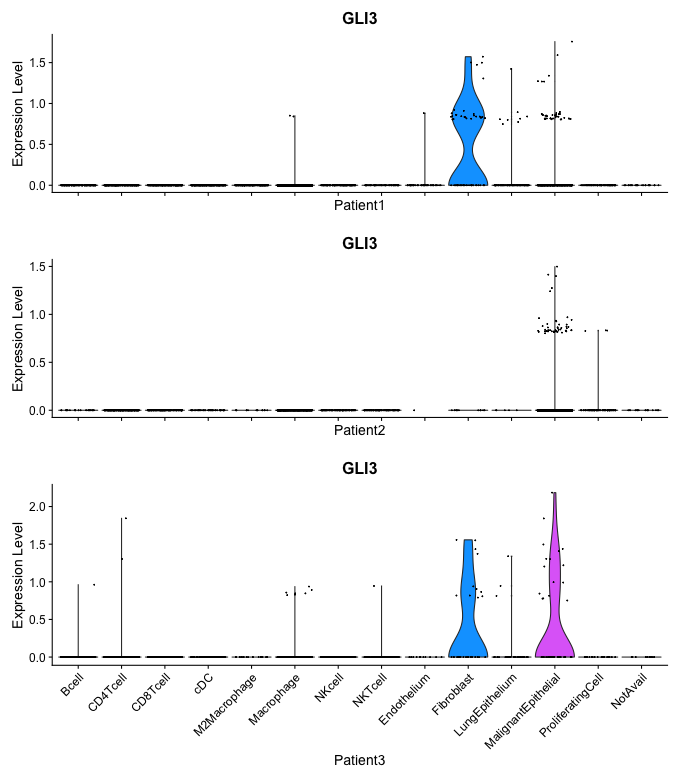 GLI3
Expression Level
1.5
1.0
0.5
0.0
Patient1
GLI3
Expression Level
1.5
1.0
0.5
0.0
Patient2
GLI3
Expression Level
2.0
1.5
1.0
0.5
0.0
Bcell
CD4Tcell
CD8Tcell
cDC
M2Macrophage
Macrophage
NKcell
NKTcell
Endothelium
Fibroblast
LungEpithelium
MalignantEpithelial
ProliferatingCell
NotAvail
Patient3